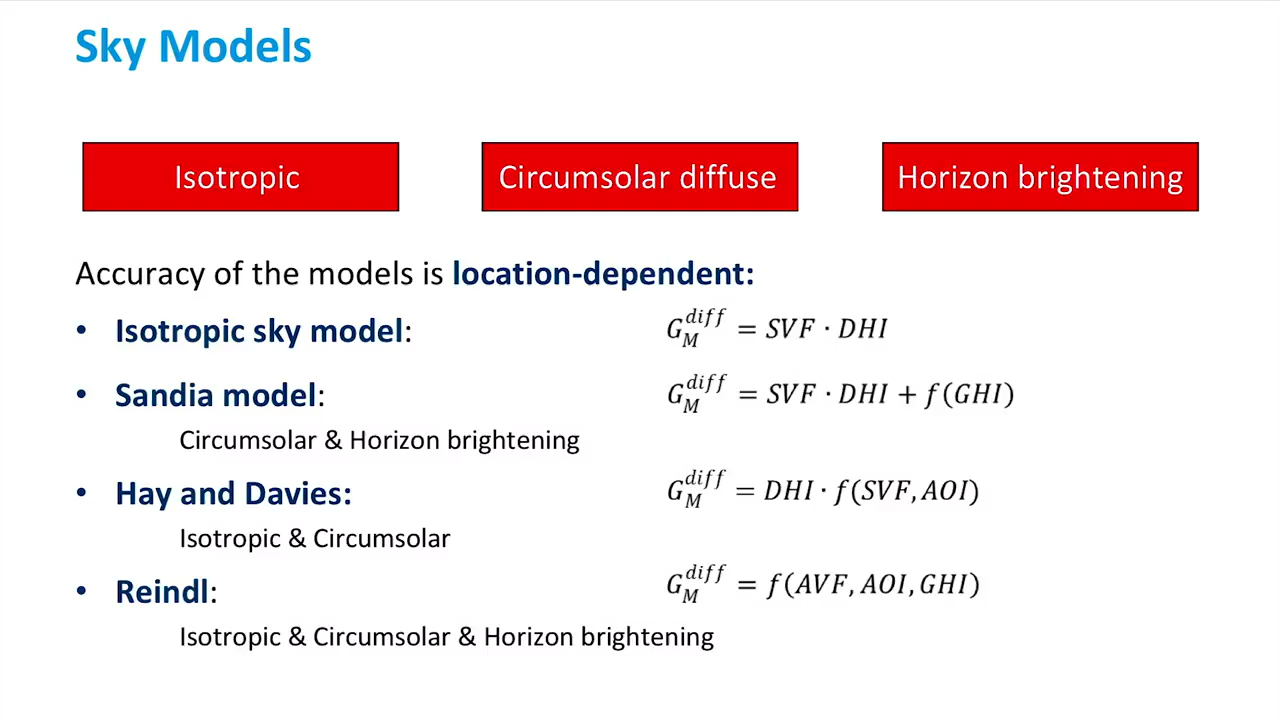 Sky Models
Isotropic
Circumsolar diffuse
Horizon brightening
Accuracy of the models is location-dependent:
• Isotropic sky model: G_M^{diff} = SVF · DHI
• Sandia model: G_M^{diff} = SVF · DHI + f(GHI)
Circumsolar & Horizon brightening
• Hay and Davies: G_M^{diff} = DHI · f(SVF, AOI)
Isotropic & Circumsolar
• Reindl: G_M^{diff} = f(AVF, AOI, GHI)
Isotropic & Circumsolar & Horizon brightening